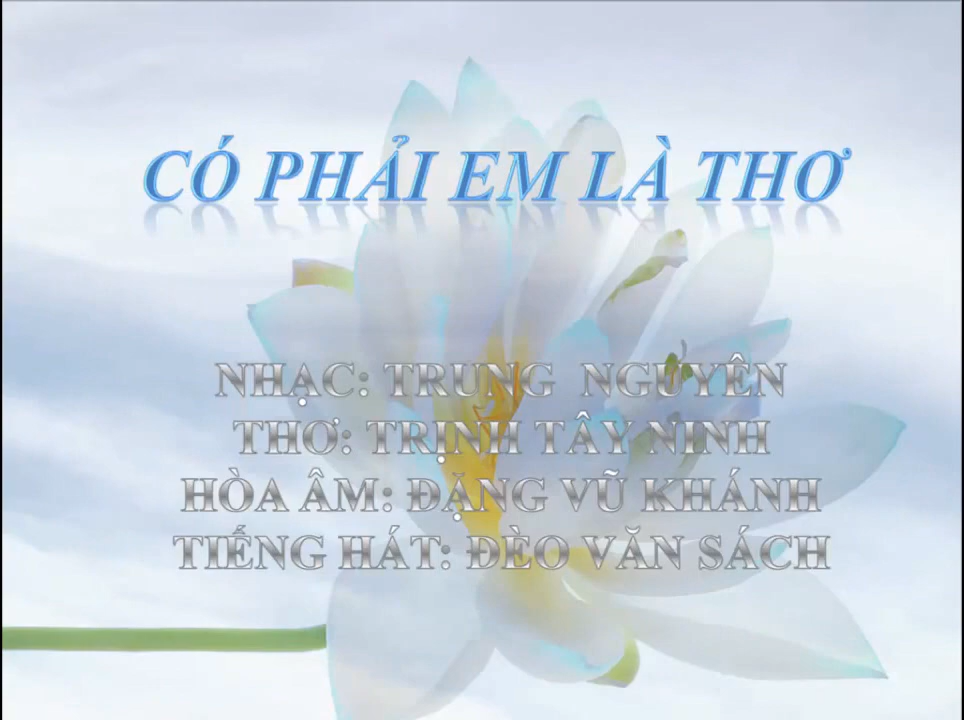 CÓ PHẢI EM LÀ THƠ
NHẠC: TRUNG NGUYÊN
THƠ: TRỊNH TÂY NINH
HÒA ÂM: ĐẶNG VŨ KHÁNH
TIẾNG HÁT: ĐÈO VĂN SÁCH